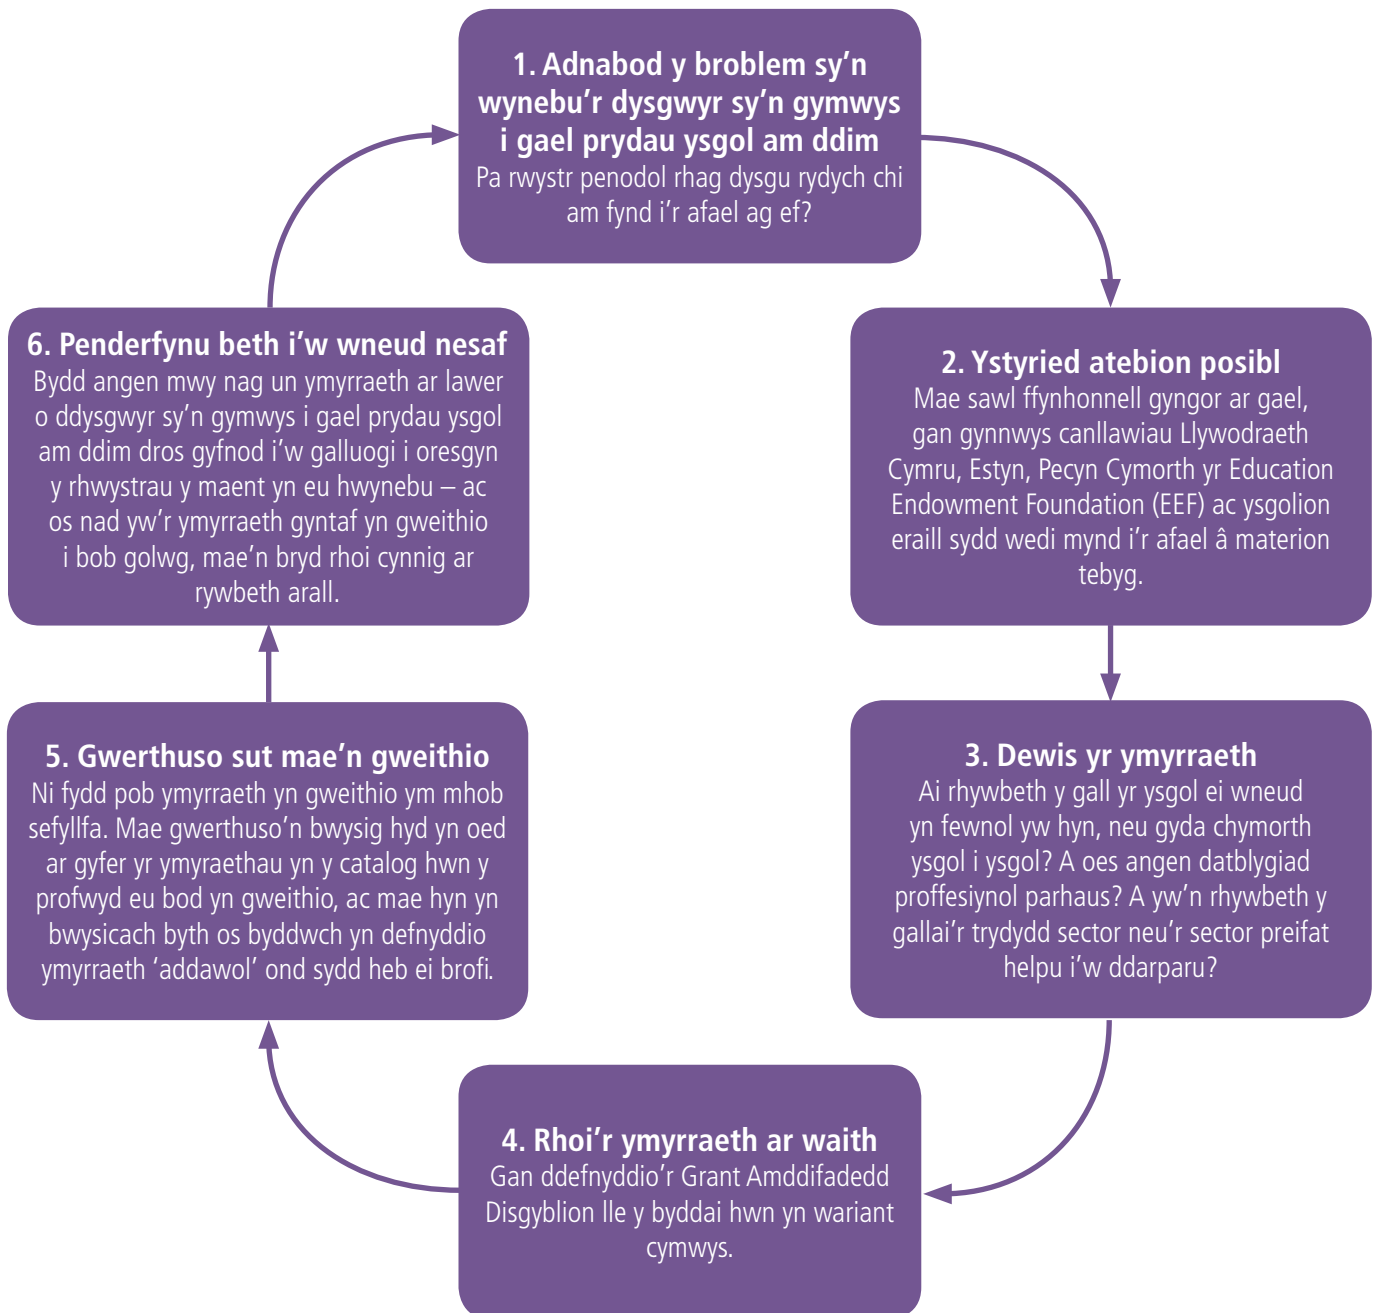 1. Adnabod y broblem sy’n
wynebu’r dysgwyr sy’n gymwys
i gael prydau ysgol am ddim
Pa rwystr penodol rhag dysgu rydych chi
am fynd i’r afael ag ef?
2. Ystyried atebion posibl
Mae sawl ffynhonnell gyngor ar gael,
gan gynnwys canllawiau Llywodraeth
Cymru, Estyn, Pecyn Cymorth yr Education
Endowment Foundation (EEF) ac ysgolion
eraill sydd wedi mynd i’r afael â materion
tebyg.
3. Dewis yr ymyrraeth
Ai rhywbeth y gall yr ysgol ei wneud
yn fewnol yw hyn, neu gyda chymorth
ysgol i ysgol? A oes angen datblygiad
proffesiynol parhaus? A yw’n rhywbeth y
gallai’r trydydd sector neu’r sector preifat
helpu i’w ddarparu?
4. Rhoi’r ymyrraeth ar waith
Gan ddefnyddio’r Grant Amddifadedd
Disgyblion lle y byddai hwn yn wariant
cymwys.
5. Gwerthuso sut mae’n gweithio
Ni fydd pob ymyrraeth yn gweithio ym mhob
sefyllfa. Mae gwerthuso’n bwysig hyd yn oed
ar gyfer yr ymyraethau yn y catalog hwn y
profwyd eu bod yn gweithio, ac mae hyn yn
bwysicach byth os byddwch yn defnyddio
ymyrraeth ‘addawol’ ond sydd heb ei brofi.
6. Penderfynu beth i’w wneud nesaf
Bydd angen mwy nag un ymyrraeth ar lawer
o ddysgwyr sy’n gymwys i gael prydau ysgol
am ddim dros gyfnod i’w galluogi i oresgyn
y rhwystrau y maent yn eu hwynebu – ac
os nad yw’r ymyrraeth gyntaf yn gweithio
i bob golwg, mae’n bryd rhoi cynnig ar
rywbeth arall.